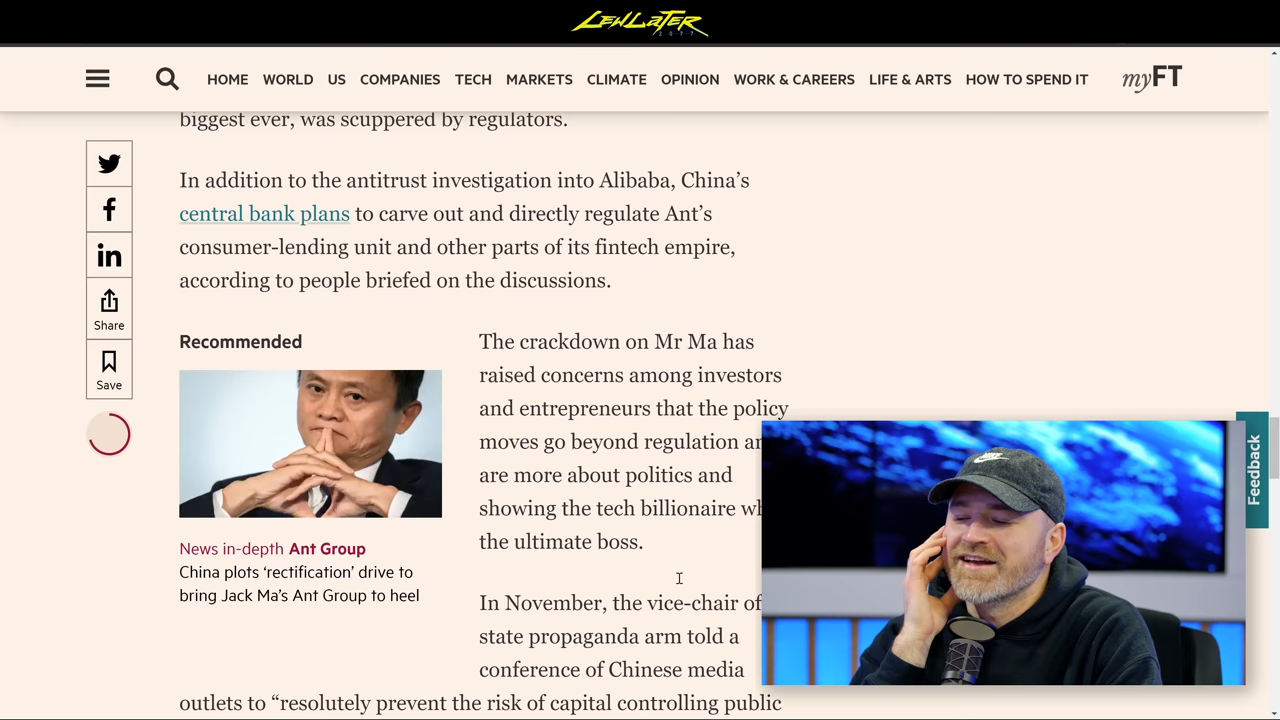 LEWLATER
2077
HOME WORLD US COMPANIES TECH MARKETS CLIMATE OPINION WORK & CAREERS LIFE & ARTS HOW TO SPEND IT myFT
biggest ever, was scuppered by regulators.
In addition to the antitrust investigation into Alibaba, China’s
central bank plans to carve out and directly regulate Ant’s
consumer-lending unit and other parts of its fintech empire,
according to people briefed on the discussions.
Share
Save
Recommended
News in-depth Ant Group
China plots ‘rectification’ drive to
bring Jack Ma’s Ant Group to heel
The crackdown on Mr Ma has
raised concerns among investors
and entrepreneurs that the policy
moves go beyond regulation
are more about politics and
showing the tech billionaire
the ultimate boss.
In November, the vice-chair of
state propaganda arm told a
conference of Chinese media
outlets to “resolutely prevent the risk of capital controlling public
Feedback